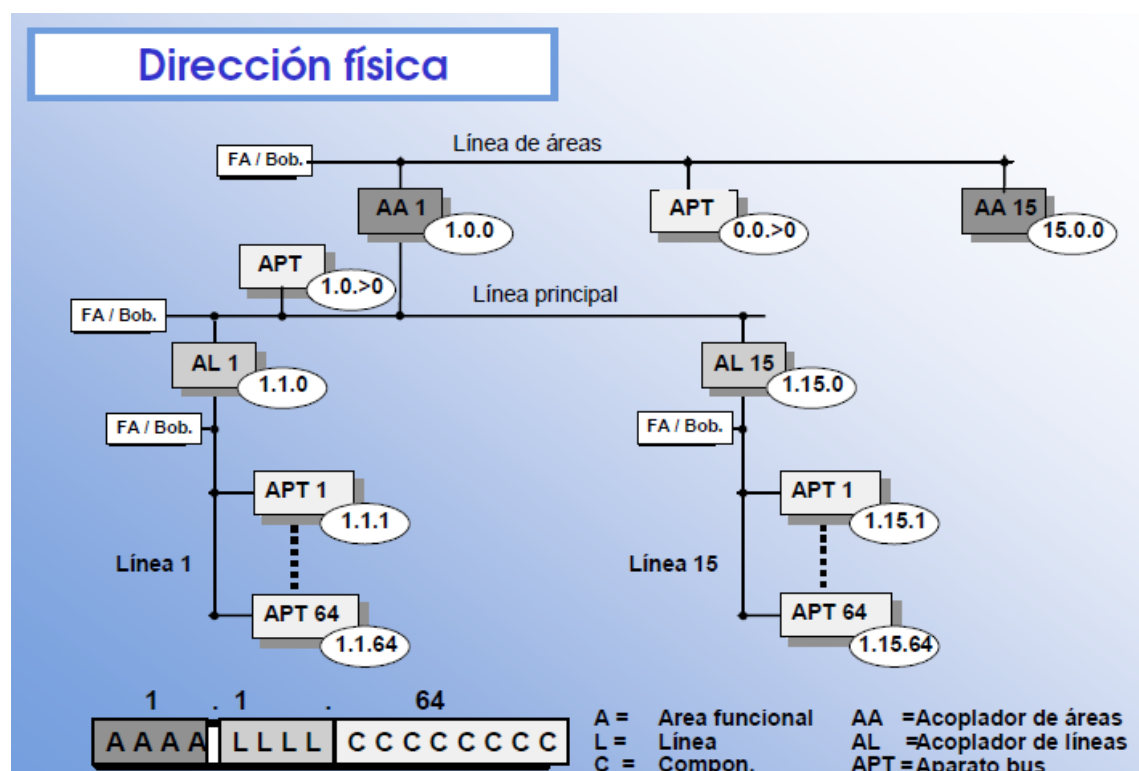 Dirección física
Línea de áreas
FA / Bob.
AA 1
1.0.0
APT
0.0.>0
AA 15
15.0.0
APT
1.0.>0
Línea principal
FA / Bob.
AL 1
1.1.0
AL 15
1.15.0
FA / Bob.
FA / Bob.
APT 1
1.1.1
APT 1
1.15.1
Línea 1
Línea 15
APT 64
1.1.64
APT 64
1.15.64
1 . 1 . 64
A A A A L L L L C C C C C C C C
A = Area funcional
L = Línea
C = Compon.
AA =Acoplador de áreas
AL =Acoplador de líneas
APT =Aparato bus